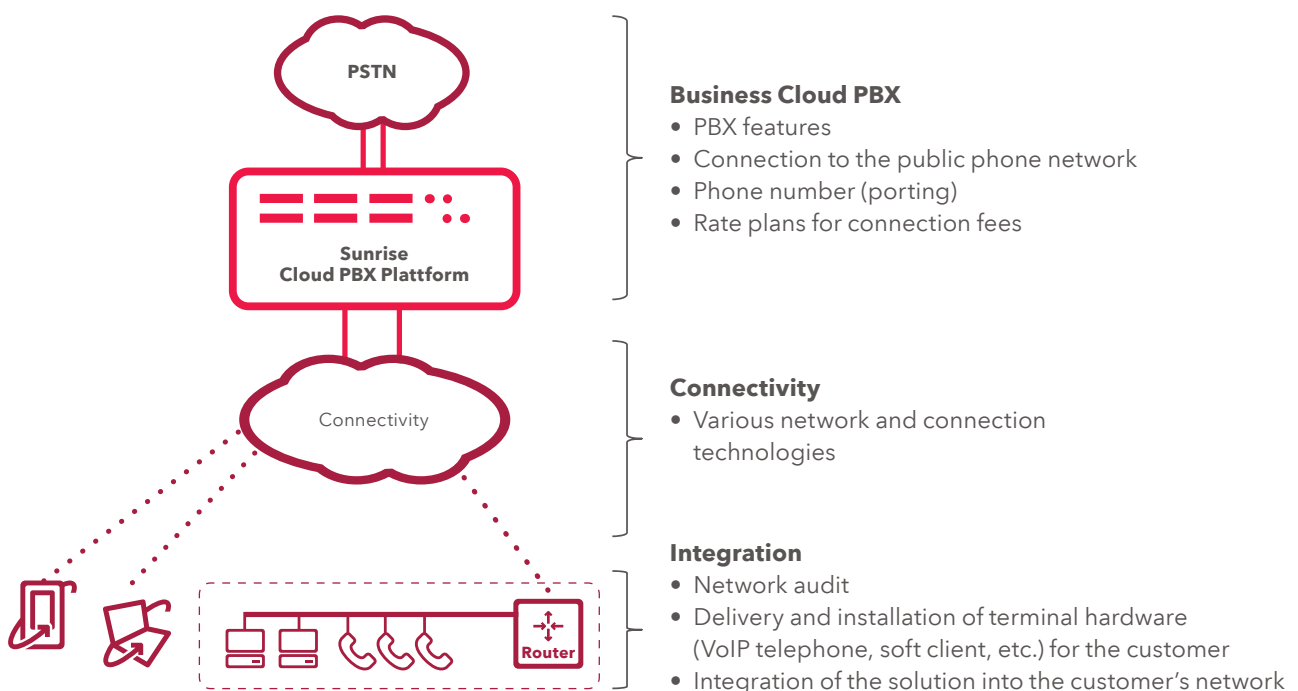 PSTN
Sunrise
Cloud PBX Plattform
Connectivity
Router
Business Cloud PBX
• PBX features
• Connection to the public phone network
• Phone number (porting)
• Rate plans for connection fees
Connectivity
• Various network and connection
technologies
Integration
• Network audit
• Delivery and installation of terminal hardware
(VoIP telephone, soft client, etc.) for the customer
• Integration of the solution into the customer’s network